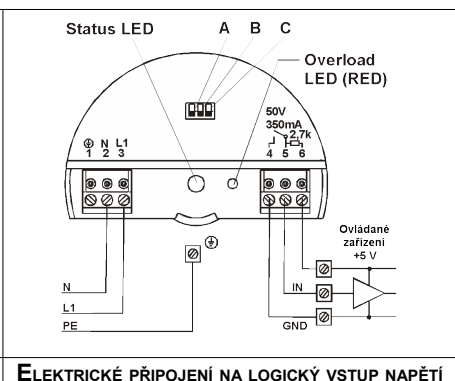 Status LED
A B C
Overload
LED (RED)
50V
350mA
2,7k
N L1
1 2 3
4 5 6
Ovládané
zařízení
+5 V
N
IN
L1
PE
GND
ELEKTRICKÉ PŘIPOJENÍ NA LOGICKÝ VSTUP NAPĚTÍ